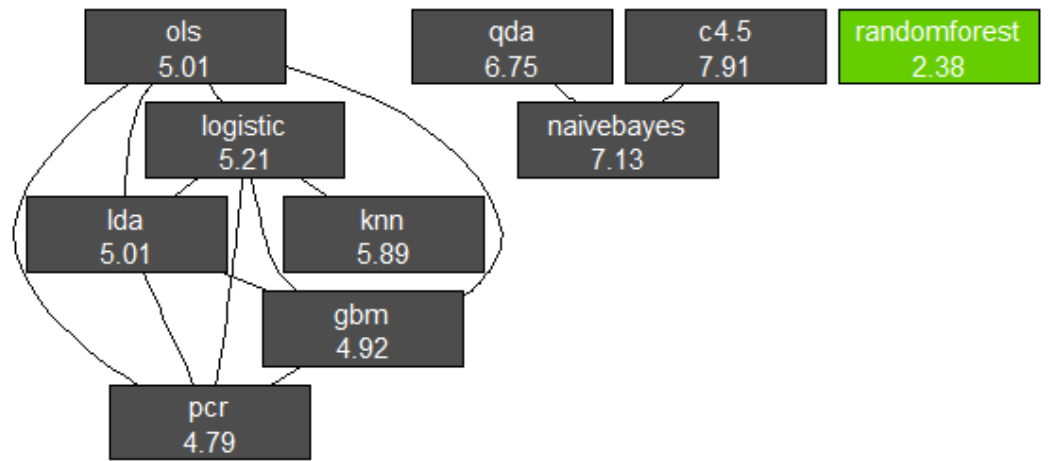 ols
5.01
qda
6.75
c4.5
7.91
randomforest
2.38
logistic
5.21
naivebayes
7.13
lda
5.01
knn
5.89
gbm
4.92
pcr
4.79